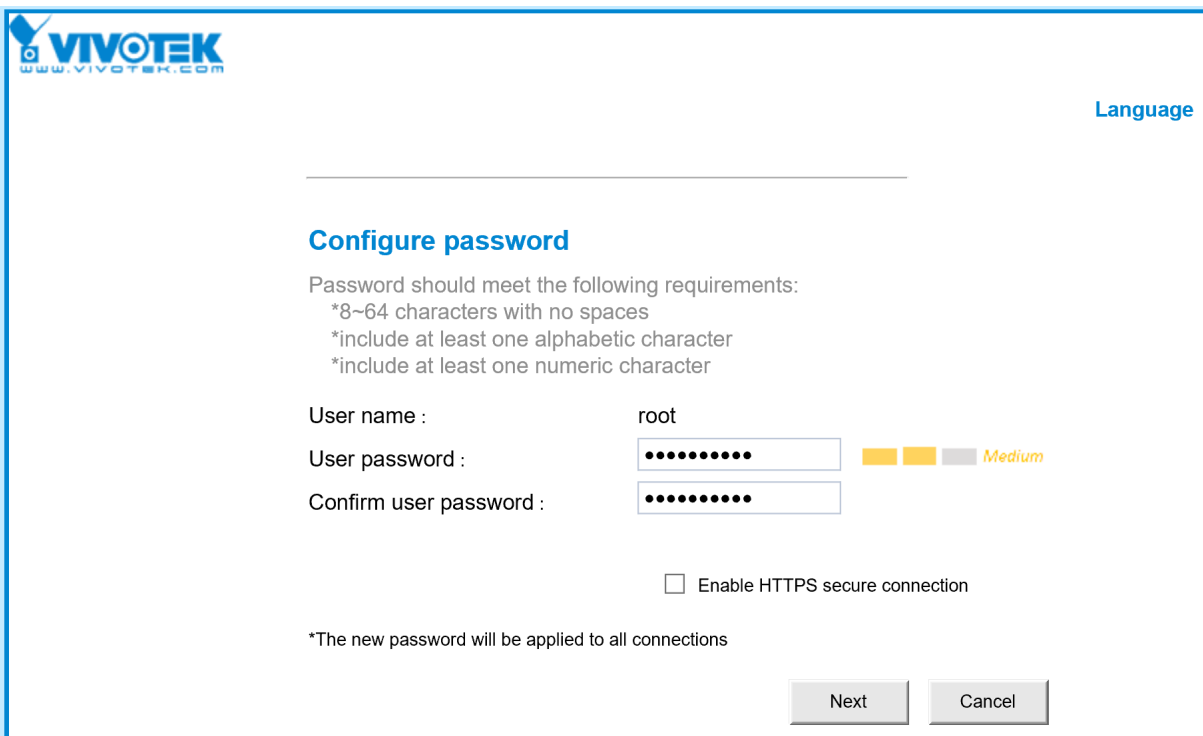 VIVOTEK
www.vivotek.com
Language
Configure password
Password should meet the following requirements:
*8~64 characters with no spaces
*include at least one alphabetic character
*include at least one numeric character
User name : root
User password : •••••••••• Medium
Confirm user password : ••••••••••
Enable HTTPS secure connection
*The new password will be applied to all connections
Next Cancel